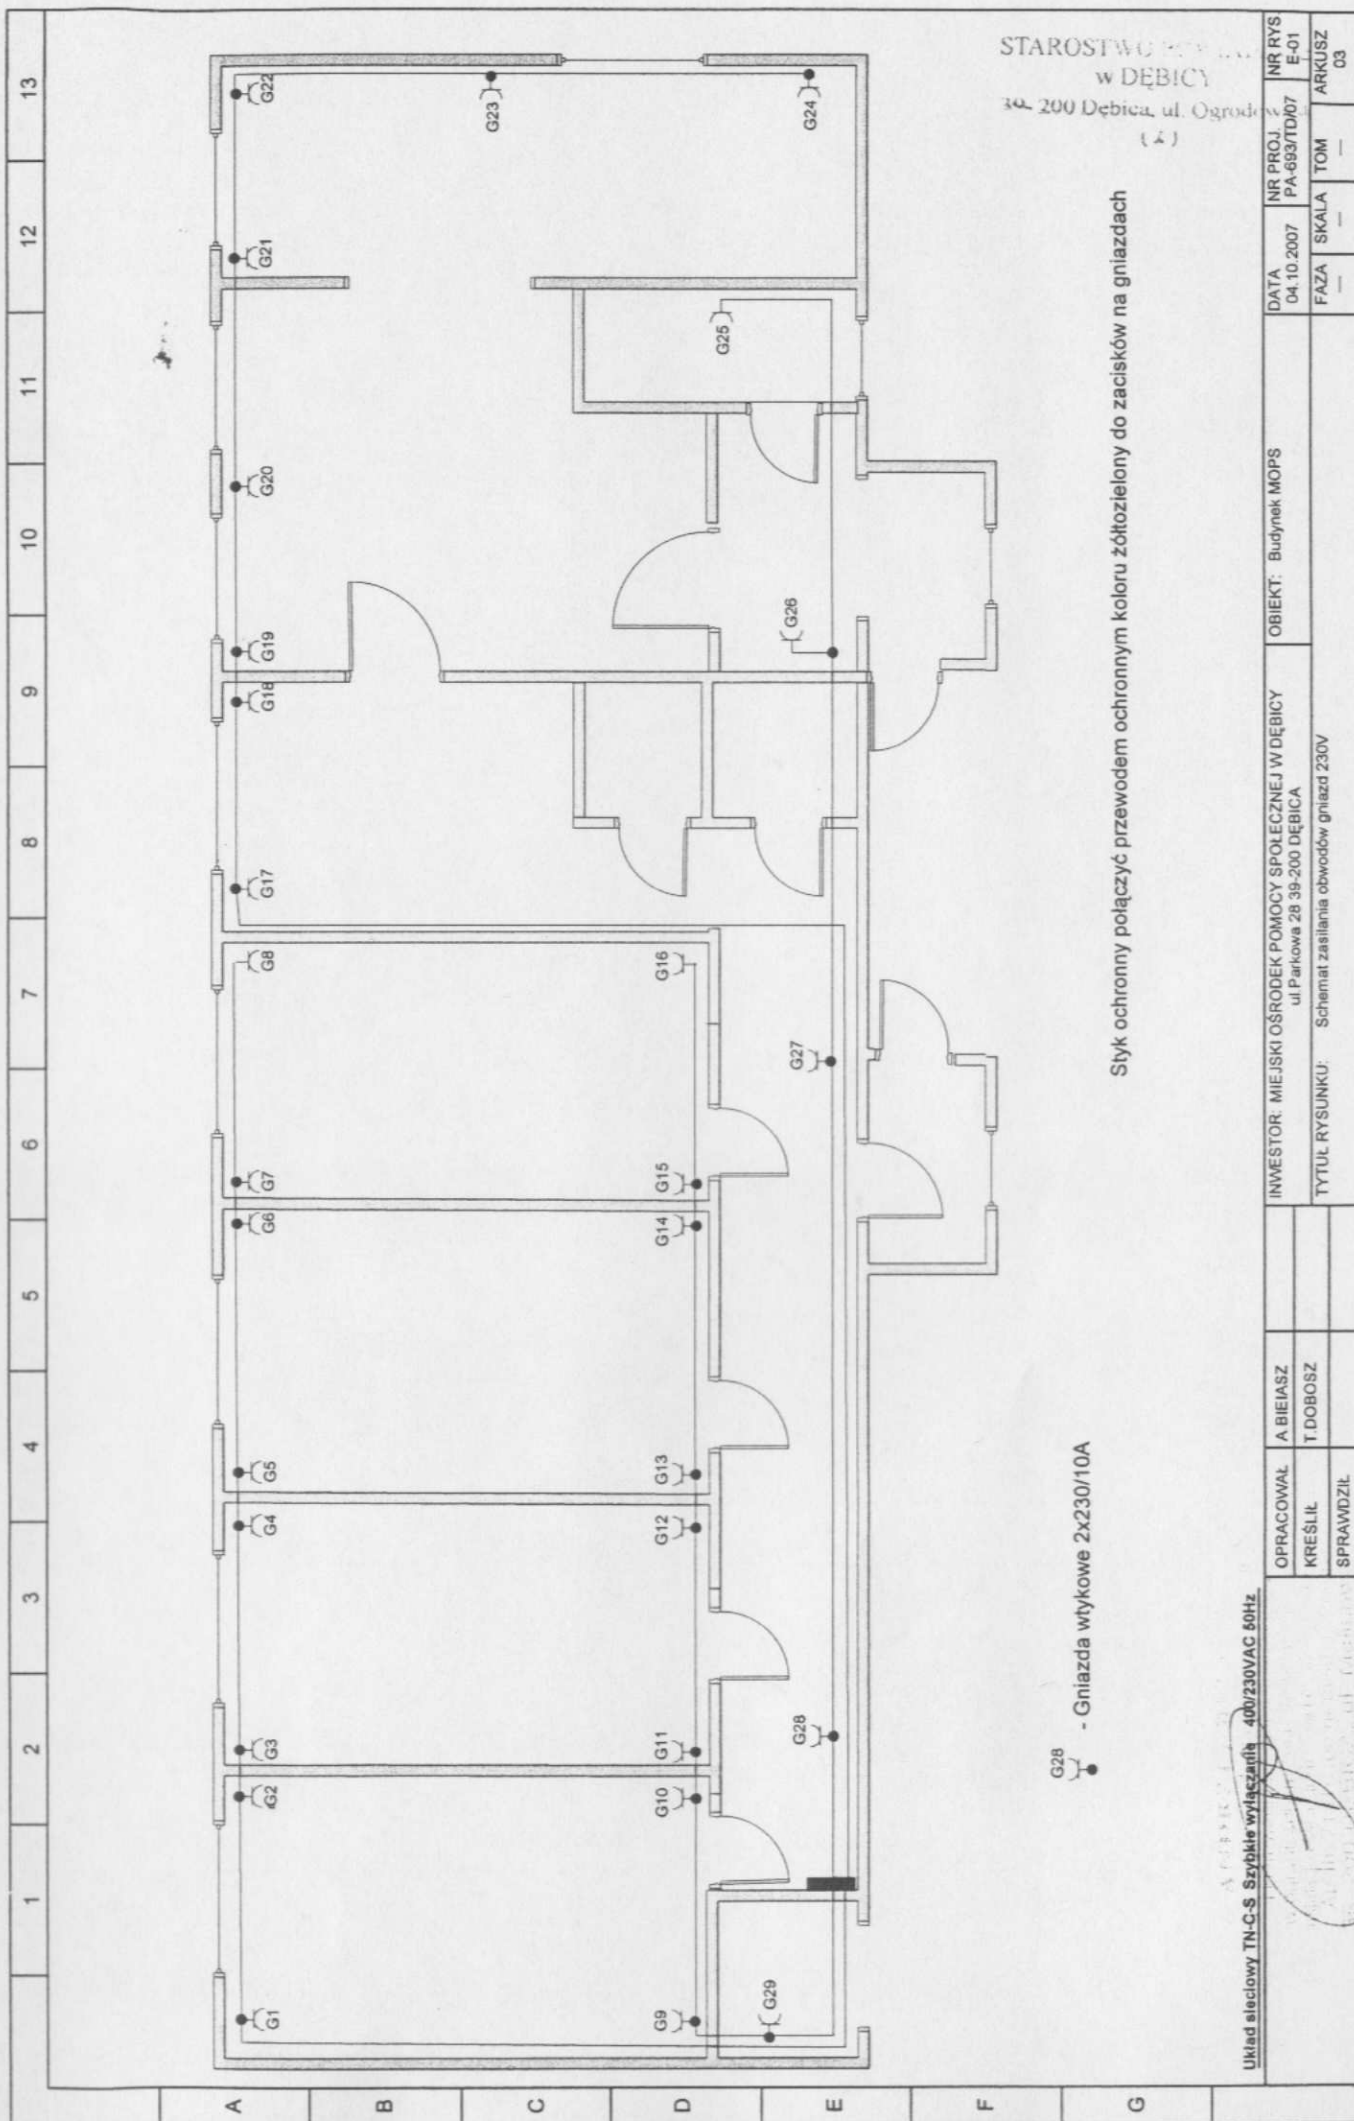 1 2 3 4 5 6 7 8 9 10 11 12 13
A
B
C
D
E
F
G
G1 G2 G3 G4 G5 G6 G7 G8 G17 G18 G19 G20 G21 G22
G23
G9 G10 G11 G12 G13 G14 G15 G16
G25
G29 G28 G27 G26 G24
STAROSTWO
w DĘBICY
200 Dębica, ul.
G28
- Gniazda wtykowe 2x230/10A
Styk ochronny połączyć przewodem ochronnym koloru żółtozielony do zacisków na gniazdach
Układ sieciowy TN-C-S Szybkie wyłączanie 400/230VAC 50Hz
OPRACOWAŁ A BIEIASZ
KREŚLIŁ T.DOBOSZ
SPRAWDZIŁ
INWESTOR: MIEJSKI OŚRODEK POMOCY SPOŁECZNEJ W DĘBICY
ul.Parkowa 28 39-200 DĘBICA
OBIEKT: Budynek MOPS
TYTUŁ RYSUNKU: Schemat zasilania obwodów gniazd 230V
DATA
04.10.2007
NR PROJ.
PA-693/TD/07
NR RYS
E-01
FAZA
—
SKALA
—
TOM
—
ARKUSZ
03